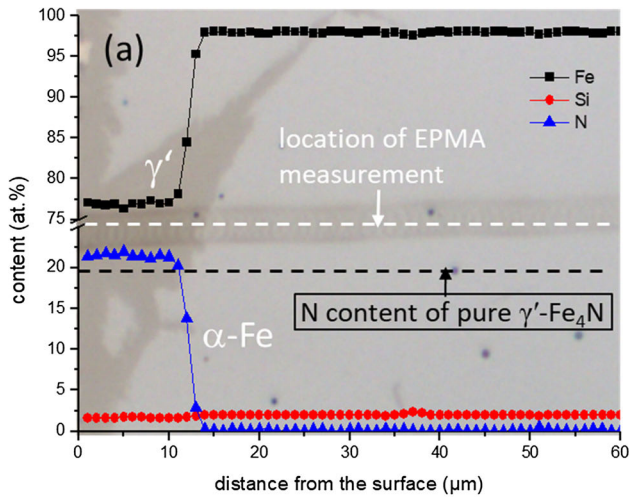 (a)
Fe
Si
N
γ′
location of EPMA
measurement
N content of pure γ′-Fe4N
α-Fe
100
95
90
85
80
75
20
15
10
5
0
content (at.%)
0 10 20 30 40 50 60
distance from the surface (μm)